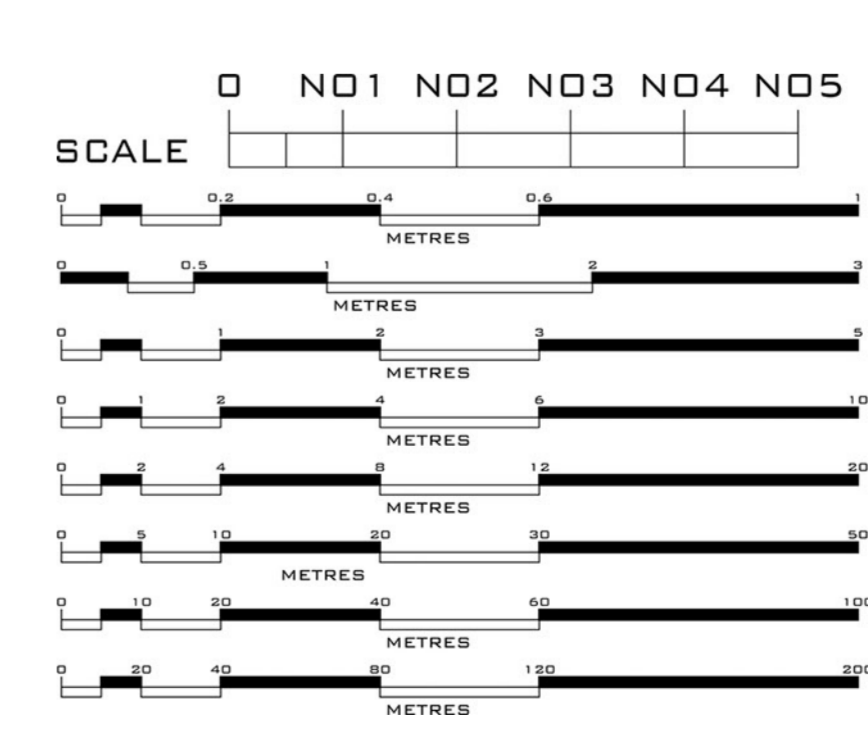 0 NO1 NO2 NO3 NO4 NO5
SCALE
0 0.2 0.4 0.6 1
METRES
0 0.5 1 2 3
METRES
0 1 2 3 5
METRES
0 1 2 4 6 10
METRES
0 2 4 8 12 20
METRES
0 5 10 20 30 50
METRES
0 10 20 40 60 100
METRES
0 20 40 80 120 200
METRES